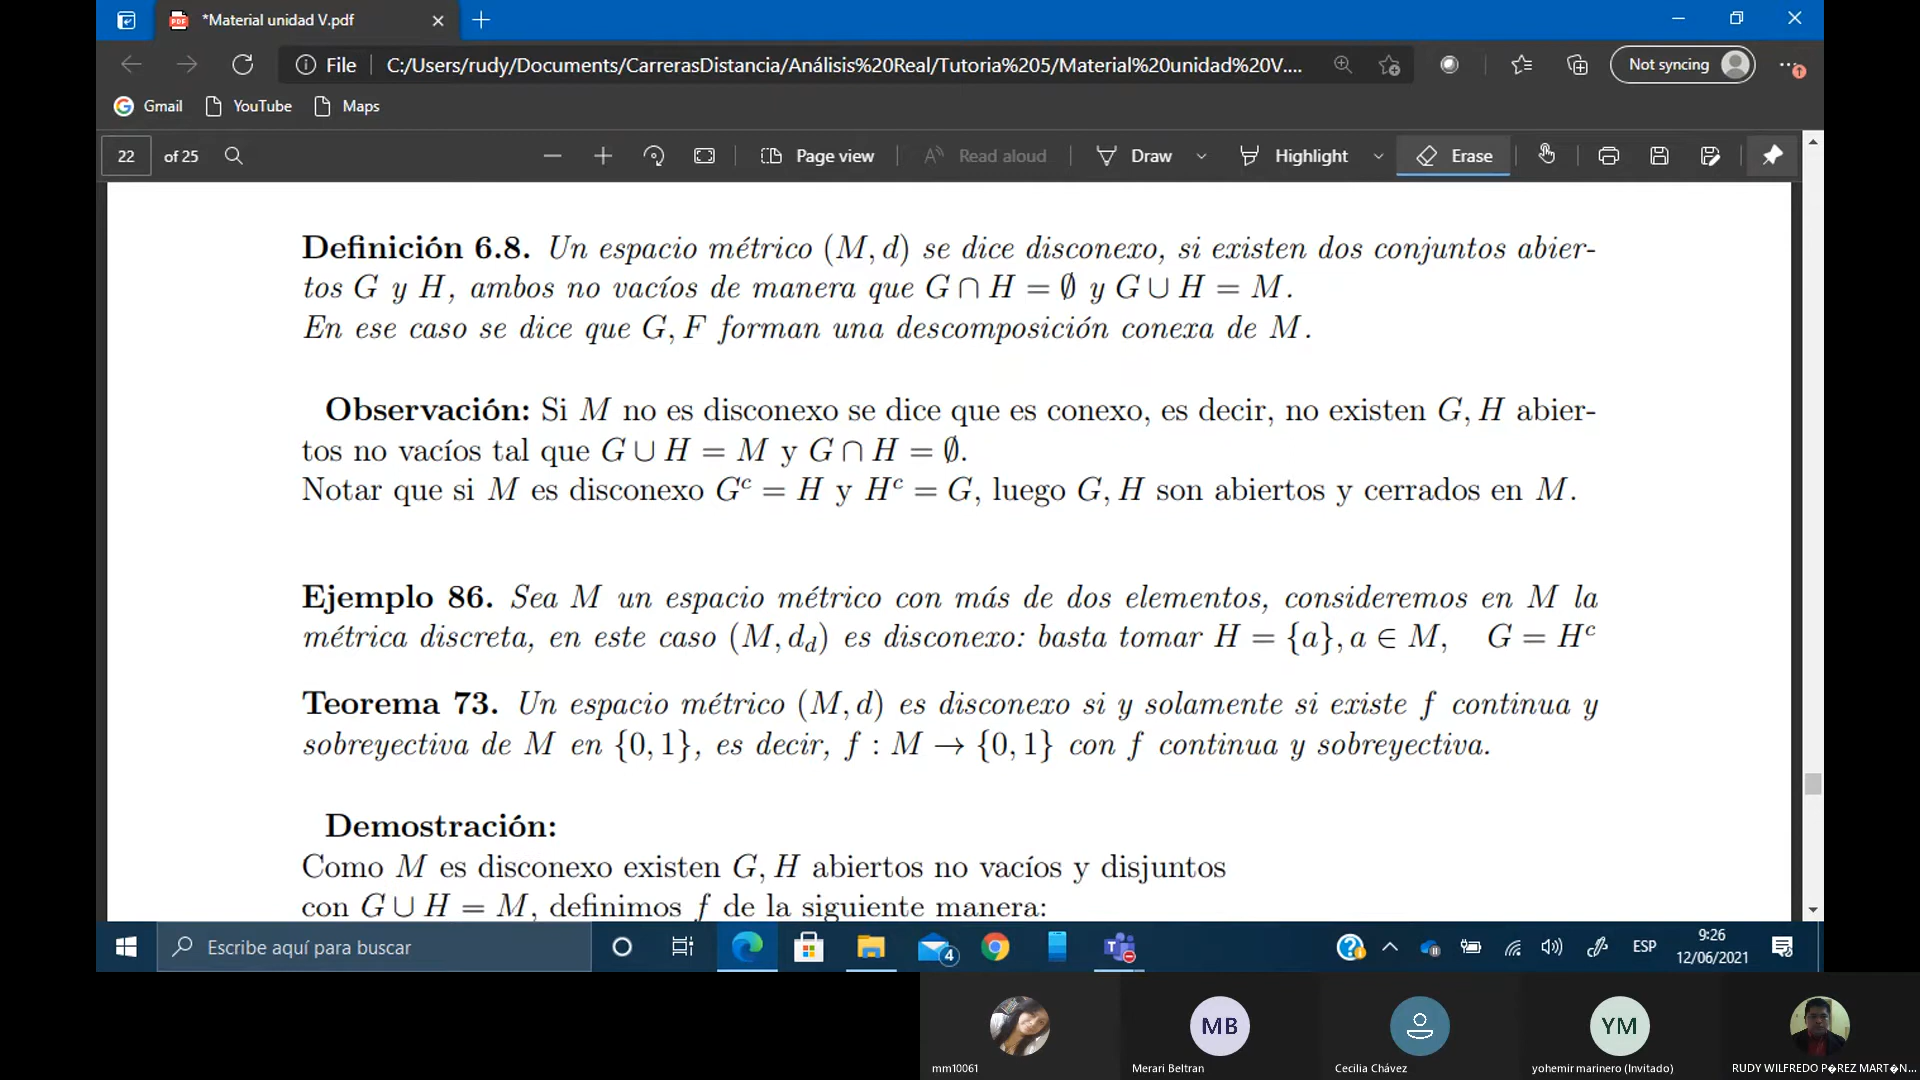 *Material unidad V.pdf
File C:/Users/rudy/Documents/CarrerasDistancia/Análisis%20Real/Tutoria%205/Material%20unidad%20V.... Not syncing
Gmail YouTube Maps
22 of 25 Page view Read aloud Draw Highlight Erase
Definición 6.8. Un espacio métrico (M, d) se dice disconexo, si existen dos conjuntos abier-
tos G y H, ambos no vacíos de manera que G ∩ H = ∅ y G ∪ H = M.
En ese caso se dice que G, F forman una descomposición conexa de M.
Observación: Si M no es disconexo se dice que es conexo, es decir, no existen G, H abier-
tos no vacíos tal que G ∪ H = M y G ∩ H = ∅.
Notar que si M es disconexo Gᶜ = H y Hᶜ = G, luego G, H son abiertos y cerrados en M.
Ejemplo 86. Sea M un espacio métrico con más de dos elementos, consideremos en M la
métrica discreta, en este caso (M, d_d) es disconexo: basta tomar H = {a}, a ∈ M, G = Hᶜ
Teorema 73. Un espacio métrico (M, d) es disconexo si y solamente si existe f continua y
sobreyectiva de M en {0, 1}, es decir, f : M → {0, 1} con f continua y sobreyectiva.
Demostración:
Como M es disconexo existen G, H abiertos no vacíos y disjuntos
con G ∪ H = M, definimos f de la siguiente manera:
Escribe aquí para buscar 4 ESP 9:26
12/06/2021
MB YM
mm10061 Merari Beltran Cecilia Chávez yohemir marinero (Invitado) RUDY WILFREDO P�REZ MART�N...